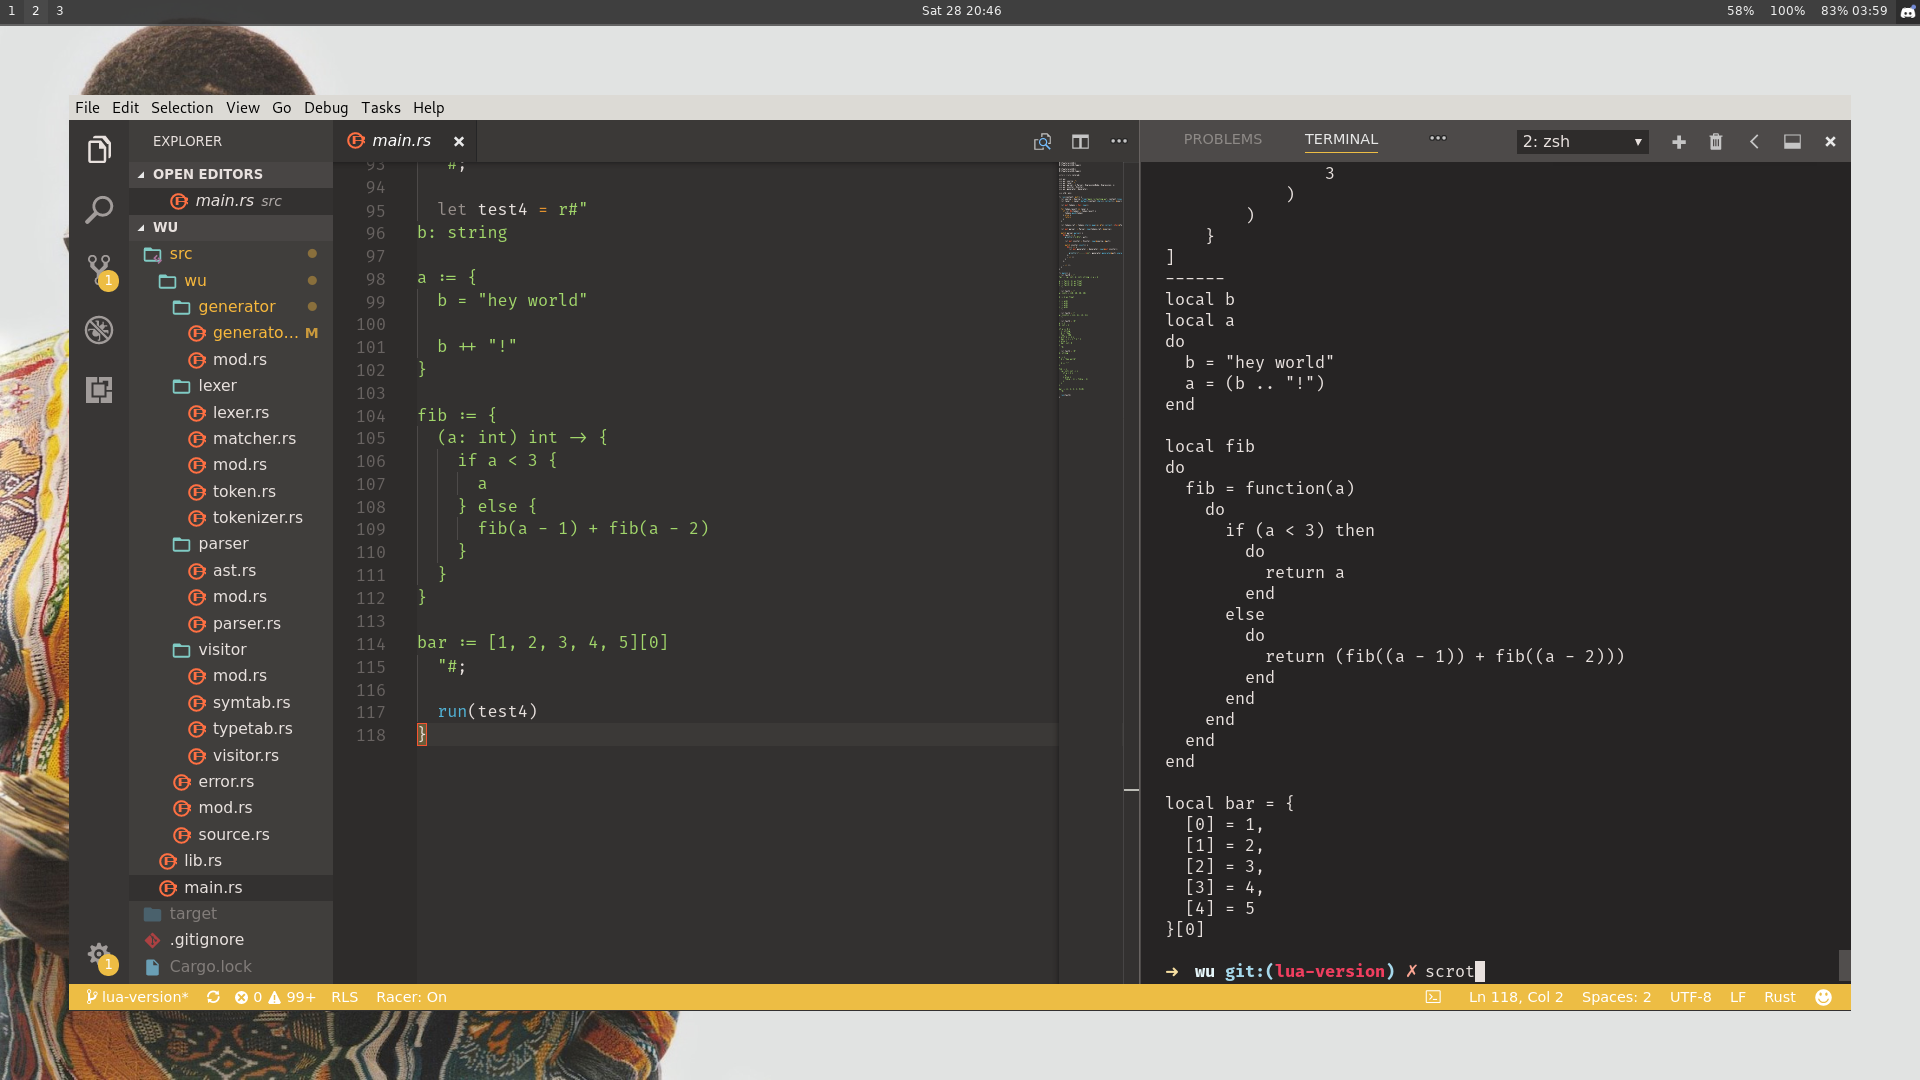 1 2 3
Sat 28 20:46
58% 100% 83% 03:59
File Edit Selection View Go Debug Tasks Help
EXPLORER
OPEN EDITORS
main.rs src
WU
src
wu
generator
generato... M
mod.rs
lexer
lexer.rs
matcher.rs
mod.rs
token.rs
tokenizer.rs
parser
ast.rs
mod.rs
parser.rs
visitor
mod.rs
symtab.rs
typetab.rs
visitor.rs
error.rs
mod.rs
source.rs
lib.rs
main.rs
target
.gitignore
Cargo.lock
1
1
main.rs
93 "#;
94
95 let test4 = r#"
96 b: string
97
98 a := {
99 b = "hey world"
100
101 b ++ "!"
102 }
103
104 fib := {
105 (a: int) int -> {
106 if a < 3 {
107 a
108 } else {
109 fib(a - 1) + fib(a - 2)
110 }
111 }
112 }
113
114 bar := [1, 2, 3, 4, 5][0]
115 "#;
116
117 run(test4)
118 }
PROBLEMS TERMINAL ••• 2: zsh
3
)
)
}
]
------
local b
local a
do
b = "hey world"
a = (b .. "!")
end
local fib
do
fib = function(a)
do
if (a < 3) then
do
return a
end
else
do
return (fib((a - 1)) + fib((a - 2)))
end
end
end
end
end
local bar = {
[0] = 1,
[1] = 2,
[2] = 3,
[3] = 4,
[4] = 5
}[0]
➜ wu git:(lua-version) ✗ scrot
lua-version* 0 99+ RLS Racer: On
Ln 118, Col 2 Spaces: 2 UTF-8 LF Rust